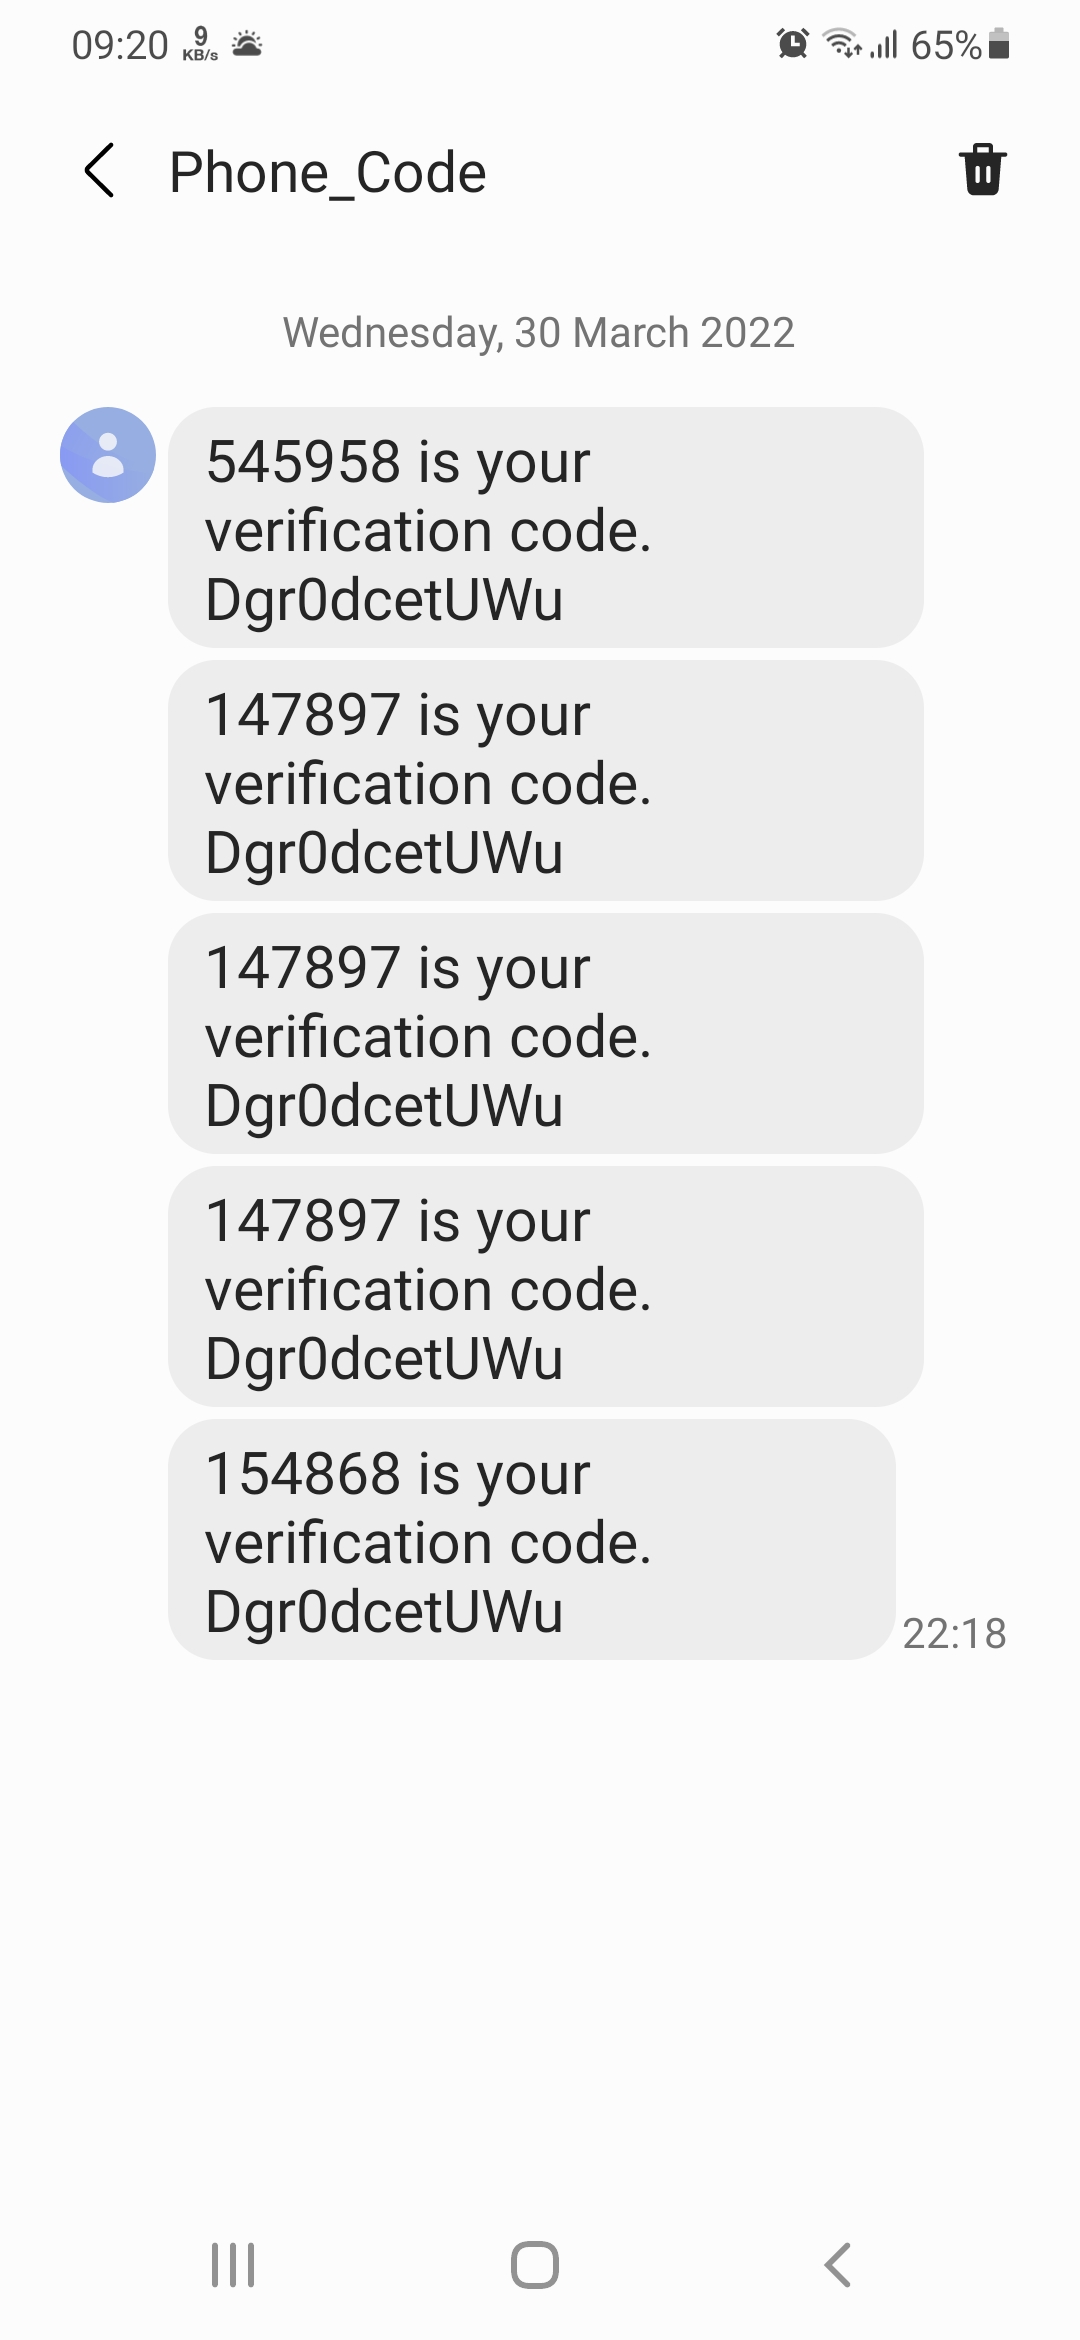 09:20 9 KB/s 65%
Phone_Code
Wednesday, 30 March 2022
545958 is your
verification code.
Dgr0dcetUWu
147897 is your
verification code.
Dgr0dcetUWu
147897 is your
verification code.
Dgr0dcetUWu
147897 is your
verification code.
Dgr0dcetUWu
154868 is your
verification code.
Dgr0dcetUWu
22:18